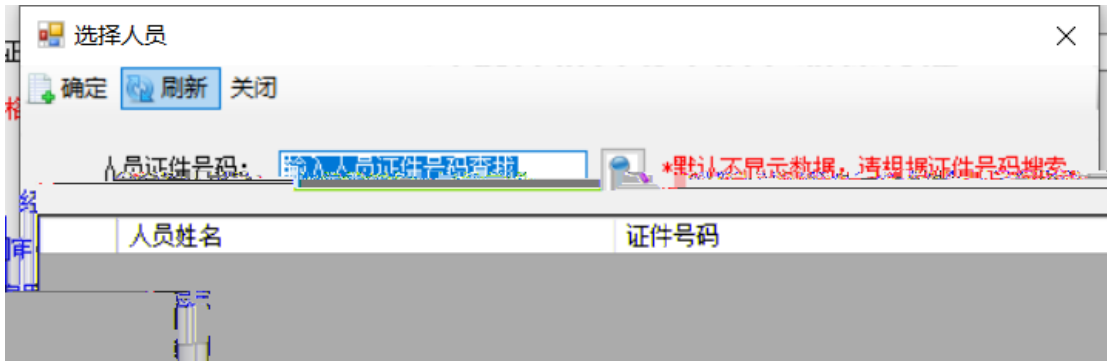 选择人员
确定 刷新 关闭
人员证件号码： 输入人员证件号码查找 *默认不显示数据，请根据证件号码搜索
人员姓名 证件号码